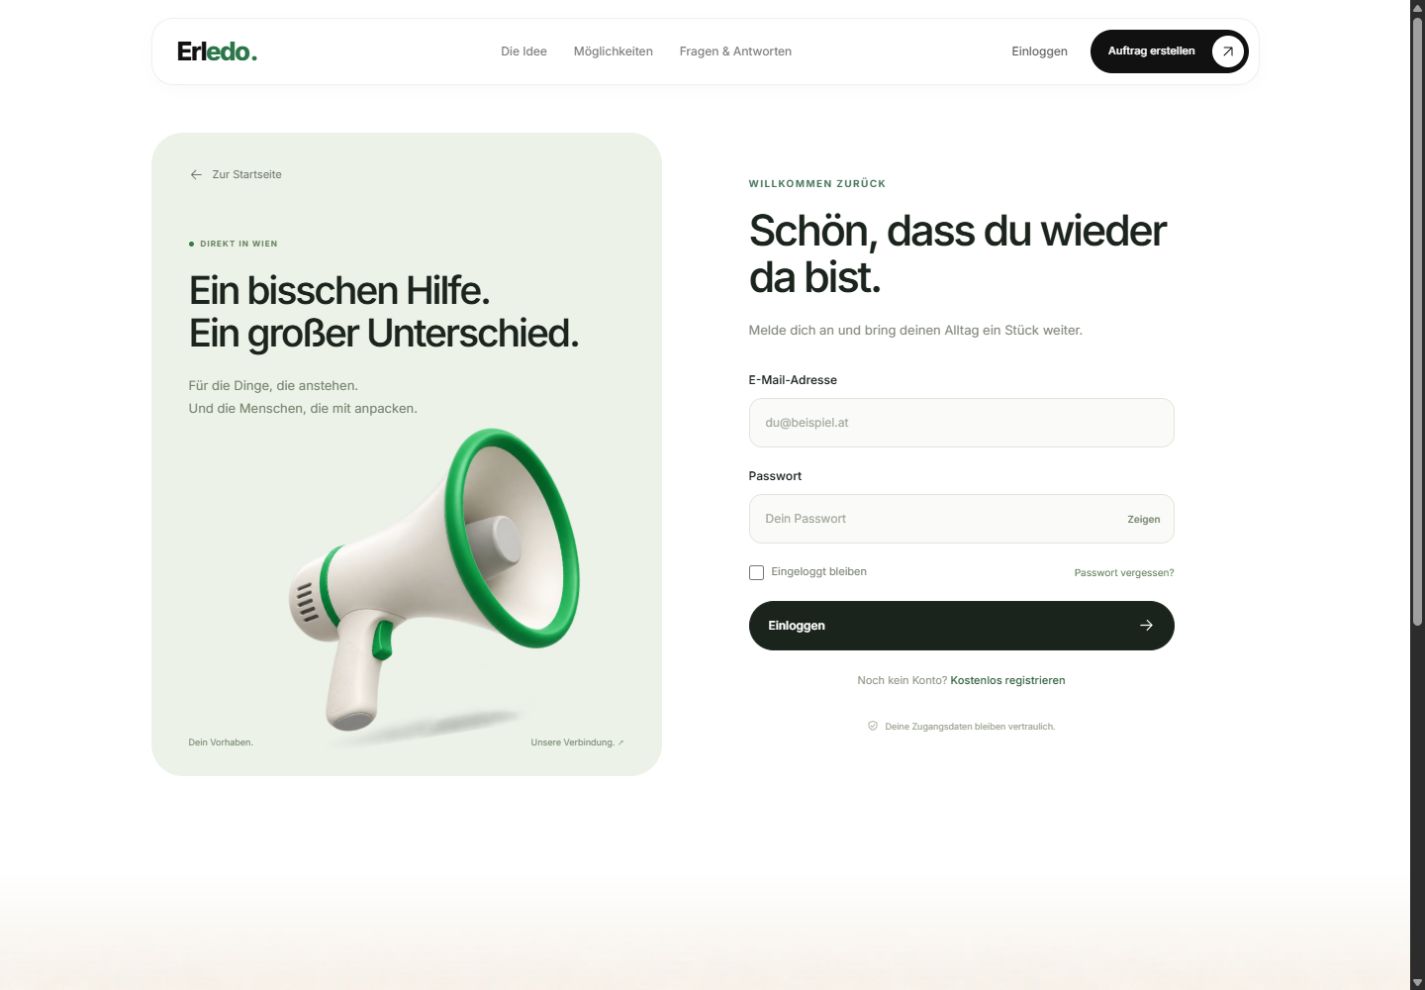 Erledo.
Die Idee
Möglichkeiten
Fragen & Antworten
Einloggen
Auftrag erstellen
Zur Startseite
DIREKT IN WIEN
Ein bisschen Hilfe.
Ein großer Unterschied.
Für die Dinge, die anstehen.
Und die Menschen, die mit anpacken.
Dein Vorhaben.
Unsere Verbindung. ↗
WILLKOMMEN ZURÜCK
Schön, dass du wieder
da bist.
Melde dich an und bring deinen Alltag ein Stück weiter.
E-Mail-Adresse
du@beispiel.at
Passwort
Dein Passwort
Zeigen
Eingeloggt bleiben
Passwort vergessen?
Einloggen
Noch kein Konto? Kostenlos registrieren
Deine Zugangsdaten bleiben vertraulich.